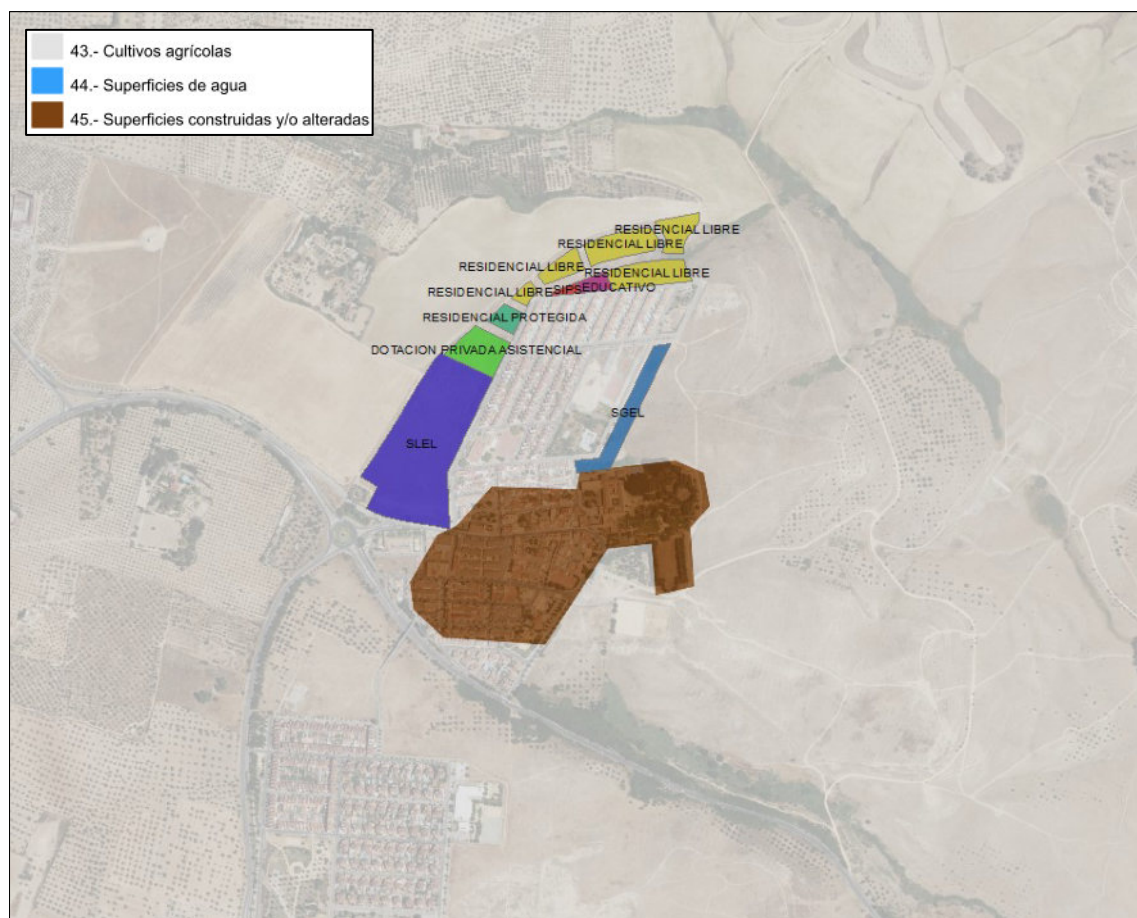 43.- Cultivos agrícolas
44.- Superficies de agua
45.- Superficies construidas y/o alteradas
RESIDENCIAL LIBRE
RESIDENCIAL LIBRE
RESIDENCIAL LIBRE
RESIDENCIAL LIBRE
RESIDENCIAL LIBRE
SIPS
EDUCATIVO
RESIDENCIAL PROTEGIDA
DOTACION PRIVADA ASISTENCIAL
SGEL
SLEL